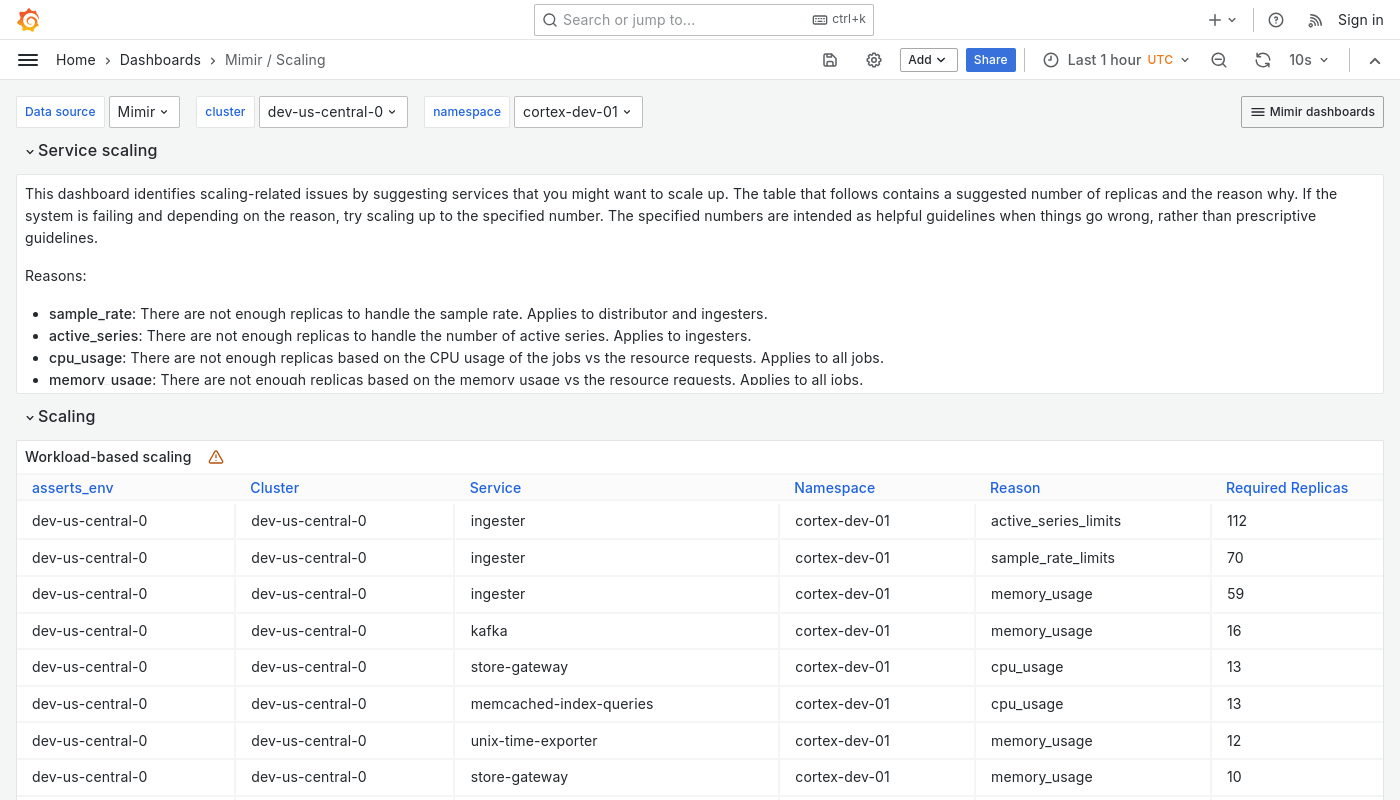 Search or jump to... ctrl+k Sign in
Home › Dashboards › Mimir / Scaling Add Share Last 1 hour UTC 10s
Data source Mimir cluster dev-us-central-0 namespace cortex-dev-01 Mimir dashboards
Service scaling
This dashboard identifies scaling-related issues by suggesting services that you might want to scale up. The table that follows contains a suggested number of replicas and the reason why. If the
system is failing and depending on the reason, try scaling up to the specified number. The specified numbers are intended as helpful guidelines when things go wrong, rather than prescriptive
guidelines.
Reasons:
• sample_rate: There are not enough replicas to handle the sample rate. Applies to distributor and ingesters.
• active_series: There are not enough replicas to handle the number of active series. Applies to ingesters.
• cpu_usage: There are not enough replicas based on the CPU usage of the jobs vs the resource requests. Applies to all jobs.
• memory_usage: There are not enough replicas based on the memory usage vs the resource requests. Applies to all jobs.
Scaling
Workload-based scaling
asserts_env Cluster Service Namespace Reason Required Replicas
dev-us-central-0 dev-us-central-0 ingester cortex-dev-01 active_series_limits 112
dev-us-central-0 dev-us-central-0 ingester cortex-dev-01 sample_rate_limits 70
dev-us-central-0 dev-us-central-0 ingester cortex-dev-01 memory_usage 59
dev-us-central-0 dev-us-central-0 kafka cortex-dev-01 memory_usage 16
dev-us-central-0 dev-us-central-0 store-gateway cortex-dev-01 cpu_usage 13
dev-us-central-0 dev-us-central-0 memcached-index-queries cortex-dev-01 cpu_usage 13
dev-us-central-0 dev-us-central-0 unix-time-exporter cortex-dev-01 memory_usage 12
dev-us-central-0 dev-us-central-0 store-gateway cortex-dev-01 memory_usage 10